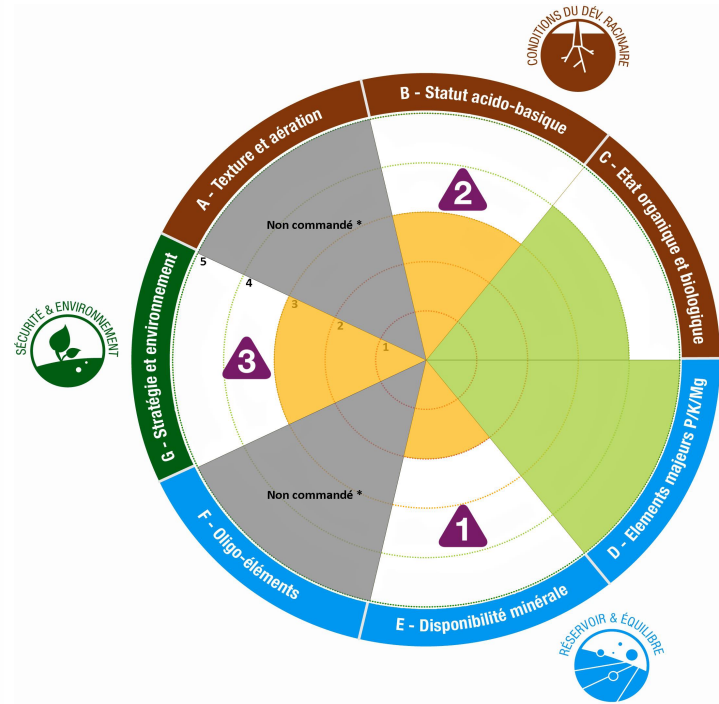 CONDITIONS DU DÉV. RACINAIRE
B - Statut acido-basique
A - Texture et aération
C - Etat organique et biologique
2
Non commandé *
5
4
3
2
1
SÉCURITÉ & ENVIRONNEMENT
G - Stratégie et environnement
3
D - Elements majeurs P/K/Mg
Non commandé *
1
F - Oligo-éléments
E - Disponibilité minérale
RÉSERVOIR & ÉQUILIBRE